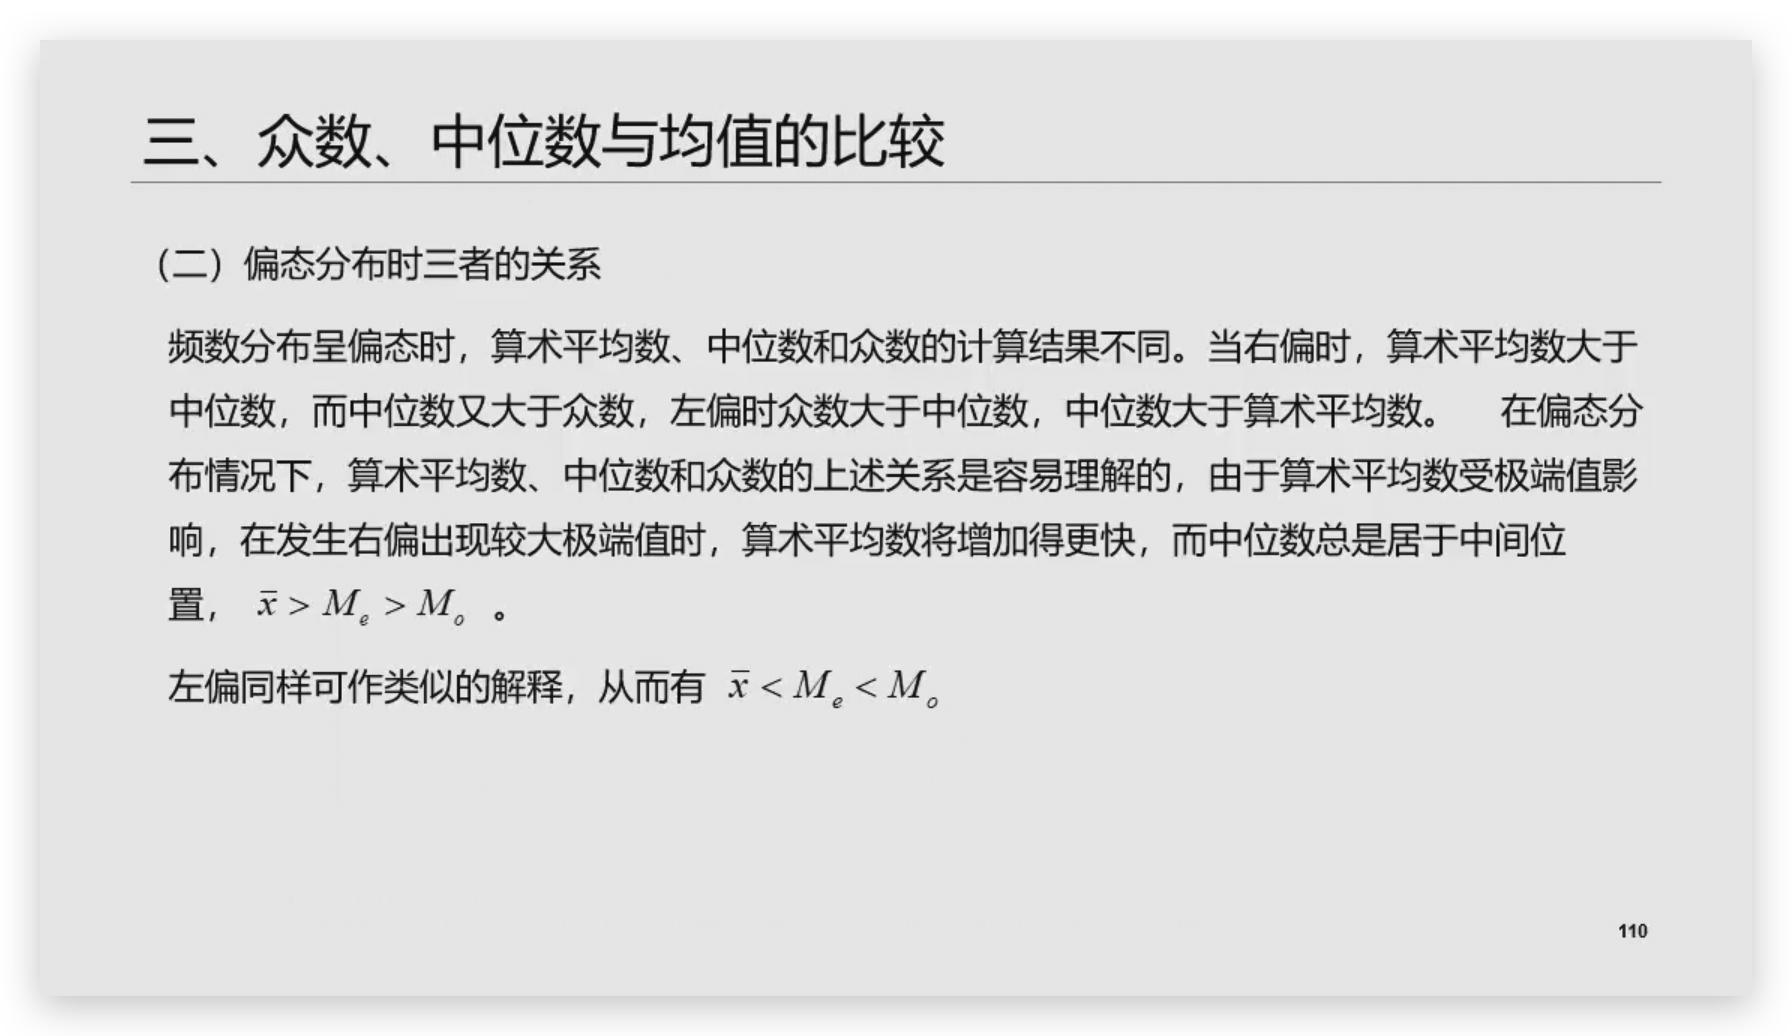 三、众数、中位数与均值的比较
（二）偏态分布时三者的关系
频数分布呈偏态时，算术平均数、中位数和众数的计算结果不同。当右偏时，算术平均数大于
中位数，而中位数又大于众数，左偏时众数大于中位数，中位数大于算术平均数。 在偏态分
布情况下，算术平均数、中位数和众数的上述关系是容易理解的，由于算术平均数受极端值影
响，在发生右偏出现较大极端值时，算术平均数将增加得更快，而中位数总是居于中间位
置， x̄ > Mₑ > Mₒ 。
左偏同样可作类似的解释，从而有 x̄ < Mₑ < Mₒ
110